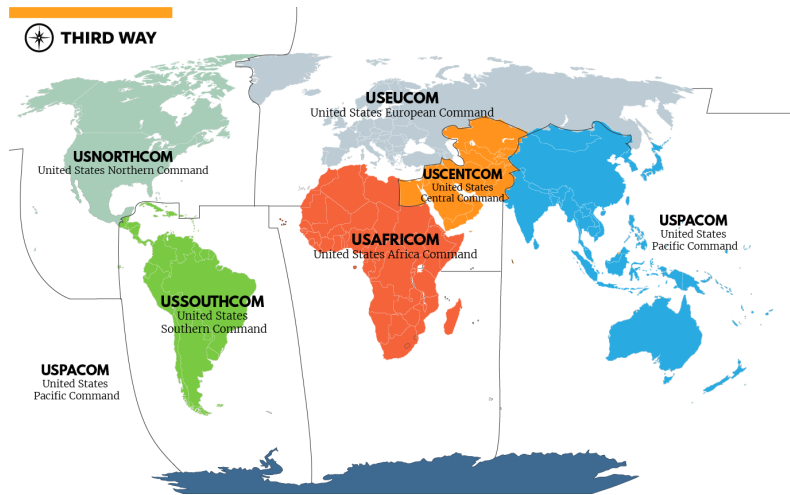 THIRD WAY
USEUCOM
United States European Command
USNORTHCOM
United States Northern Command
USCENTCOM
United States
Central Command
USPACOM
United States
Pacific Command
USAFRICOM
United States Africa Command
USSOUTHCOM
United States
Southern Command
USPACOM
United States
Pacific Command